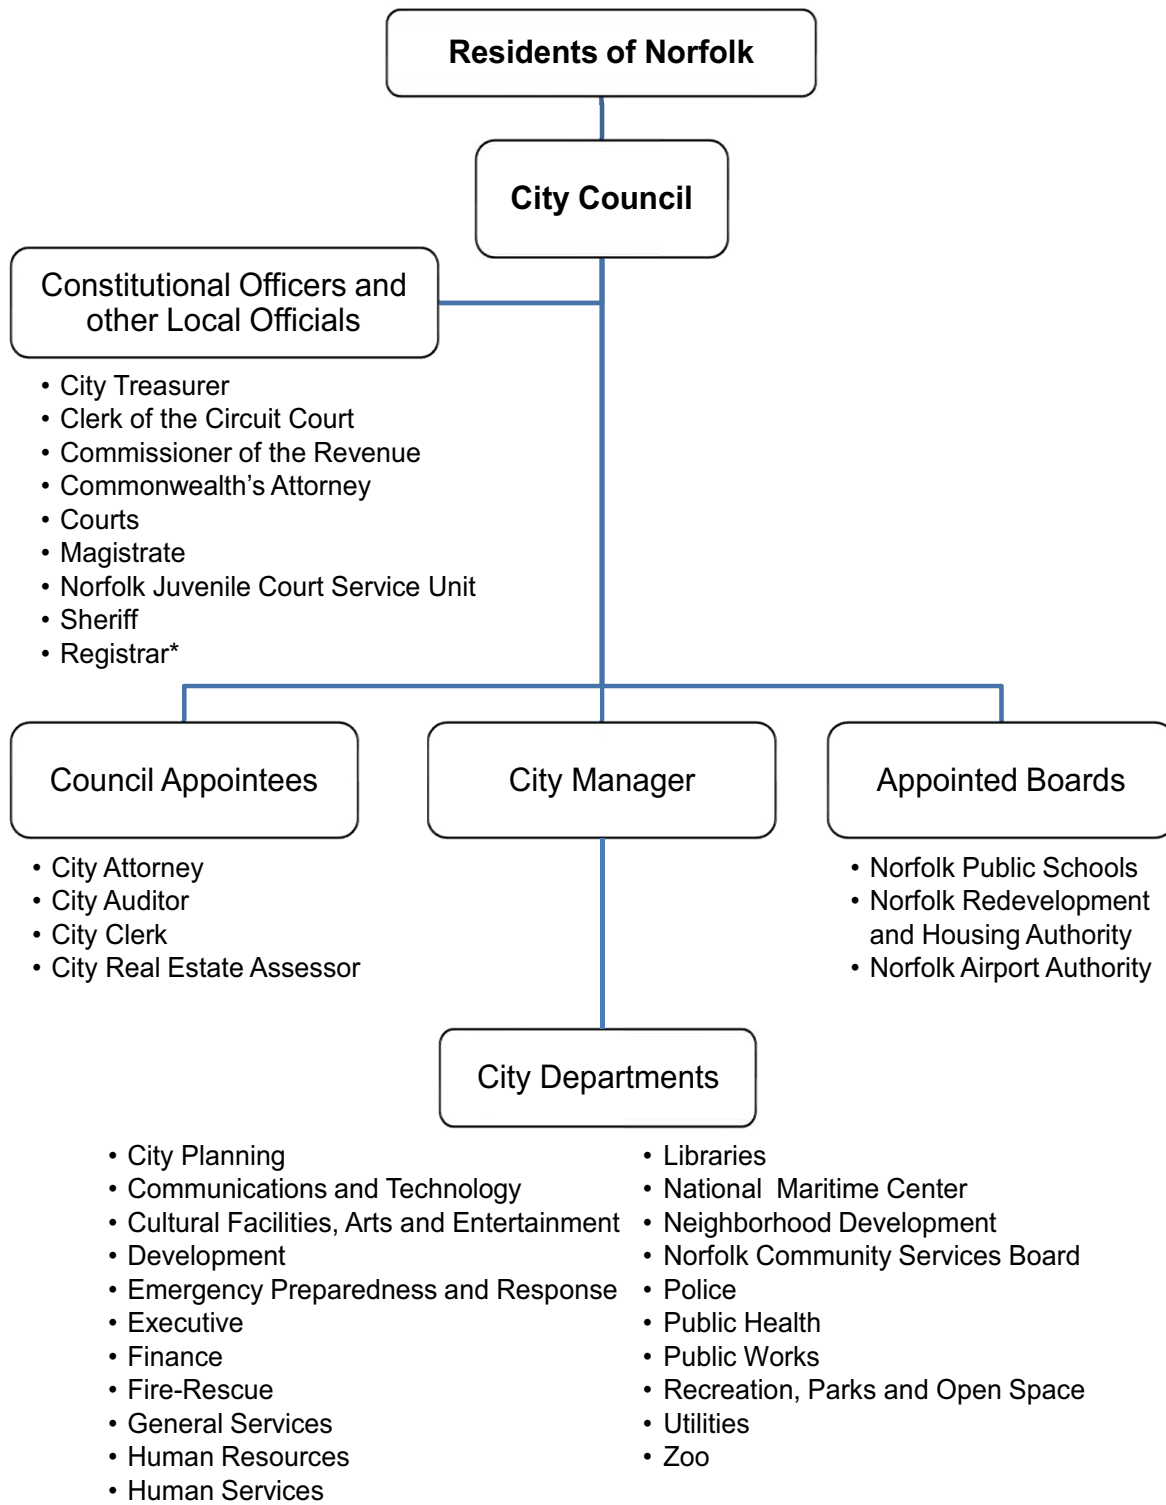 Residents of Norfolk
City Council
Constitutional Officers and
other Local Officials
• City Treasurer
• Clerk of the Circuit Court
• Commissioner of the Revenue
• Commonwealth’s Attorney
• Courts
• Magistrate
• Norfolk Juvenile Court Service Unit
• Sheriff
• Registrar*
Council Appointees
• City Attorney
• City Auditor
• City Clerk
• City Real Estate Assessor
City Manager
Appointed Boards
• Norfolk Public Schools
• Norfolk Redevelopment
and Housing Authority
• Norfolk Airport Authority
City Departments
• City Planning
• Communications and Technology
• Cultural Facilities, Arts and Entertainment
• Development
• Emergency Preparedness and Response
• Executive
• Finance
• Fire-Rescue
• General Services
• Human Resources
• Human Services
• Libraries
• National  Maritime Center
• Neighborhood Development
• Norfolk Community Services Board
• Police
• Public Health
• Public Works
• Recreation, Parks and Open Space
• Utilities
• Zoo